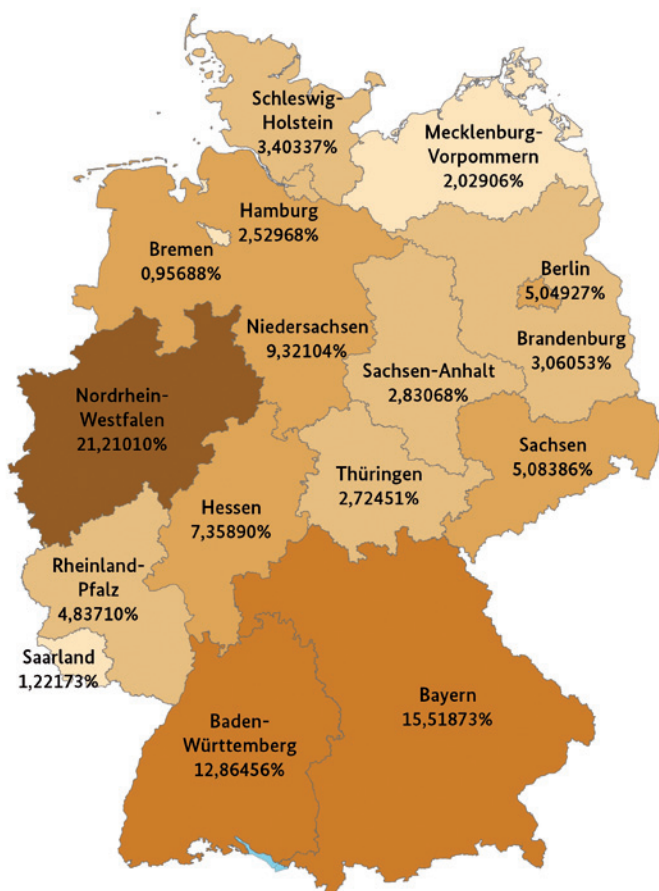 Schleswig-
Holstein
3,40337%
Mecklenburg-
Vorpommern
2,02906%
Hamburg
2,52968%
Bremen
0,95688%
Berlin
5,04927%
Niedersachsen
9,32104%
Brandenburg
3,06053%
Sachsen-Anhalt
2,83068%
Nordrhein-
Westfalen
21,21010%
Sachsen
5,08386%
Thüringen
2,72451%
Hessen
7,35890%
Rheinland-
Pfalz
4,83710%
Saarland
1,22173%
Bayern
15,51873%
Baden-
Württemberg
12,86456%